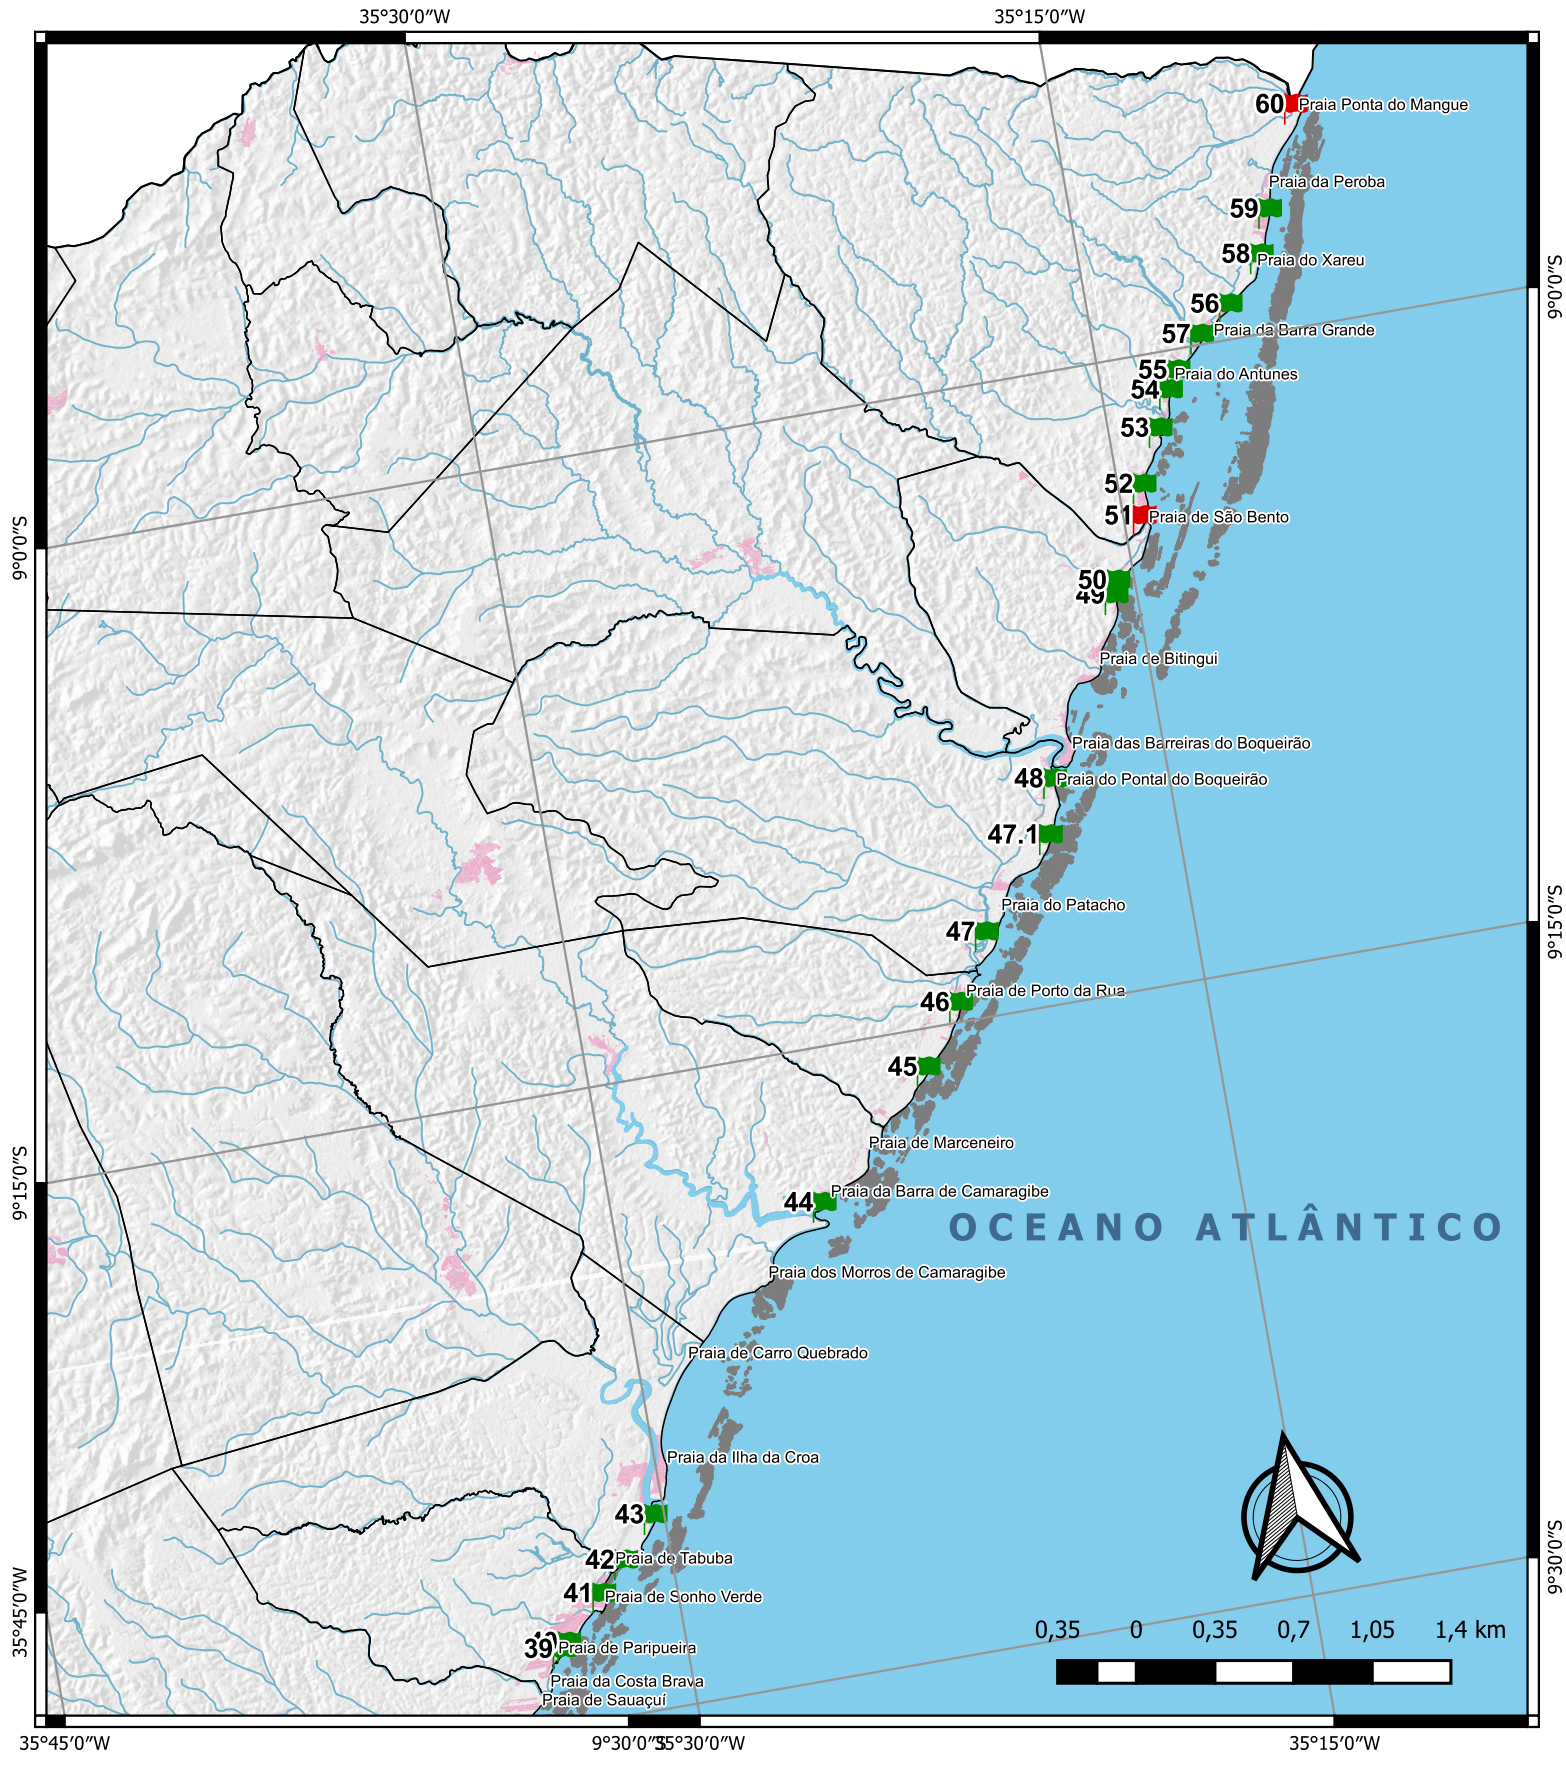 35°30′0″W
35°15′0″W
60
Praia Ponta do Mangue
Praia da Peroba
59
58
Praia do Xareu
9°0′0″S
56
57
Praia da Barra Grande
55
Praia do Antunes
54
53
52
51
Praia de São Bento
9°0′0″S
50
49
Praia de Bitingui
Praia das Barreiras do Boqueirão
48
Praia do Pontal do Boqueirão
47.1
Praia do Patacho
9°15′0″S
47
46
Praia de Porto da Rua
45
Praia de Marceneiro
9°15′0″S
44
Praia da Barra de Camaragibe
OCEANO ATLÂNTICO
Praia dos Morros de Camaragibe
Praia de Carro Quebrado
Praia da Ilha da Croa
43
42
Praia de Tabuba
9°30′0″S
41
Praia de Sonho Verde
35°45′0″W
0,35 0 0,35 0,7 1,05 1,4 km
40
39
Praia de Paripueira
Praia da Costa Brava
Praia de Sauaçuí
35°45′0″W
9°30′0″S
35°30′0″W
35°15′0″W